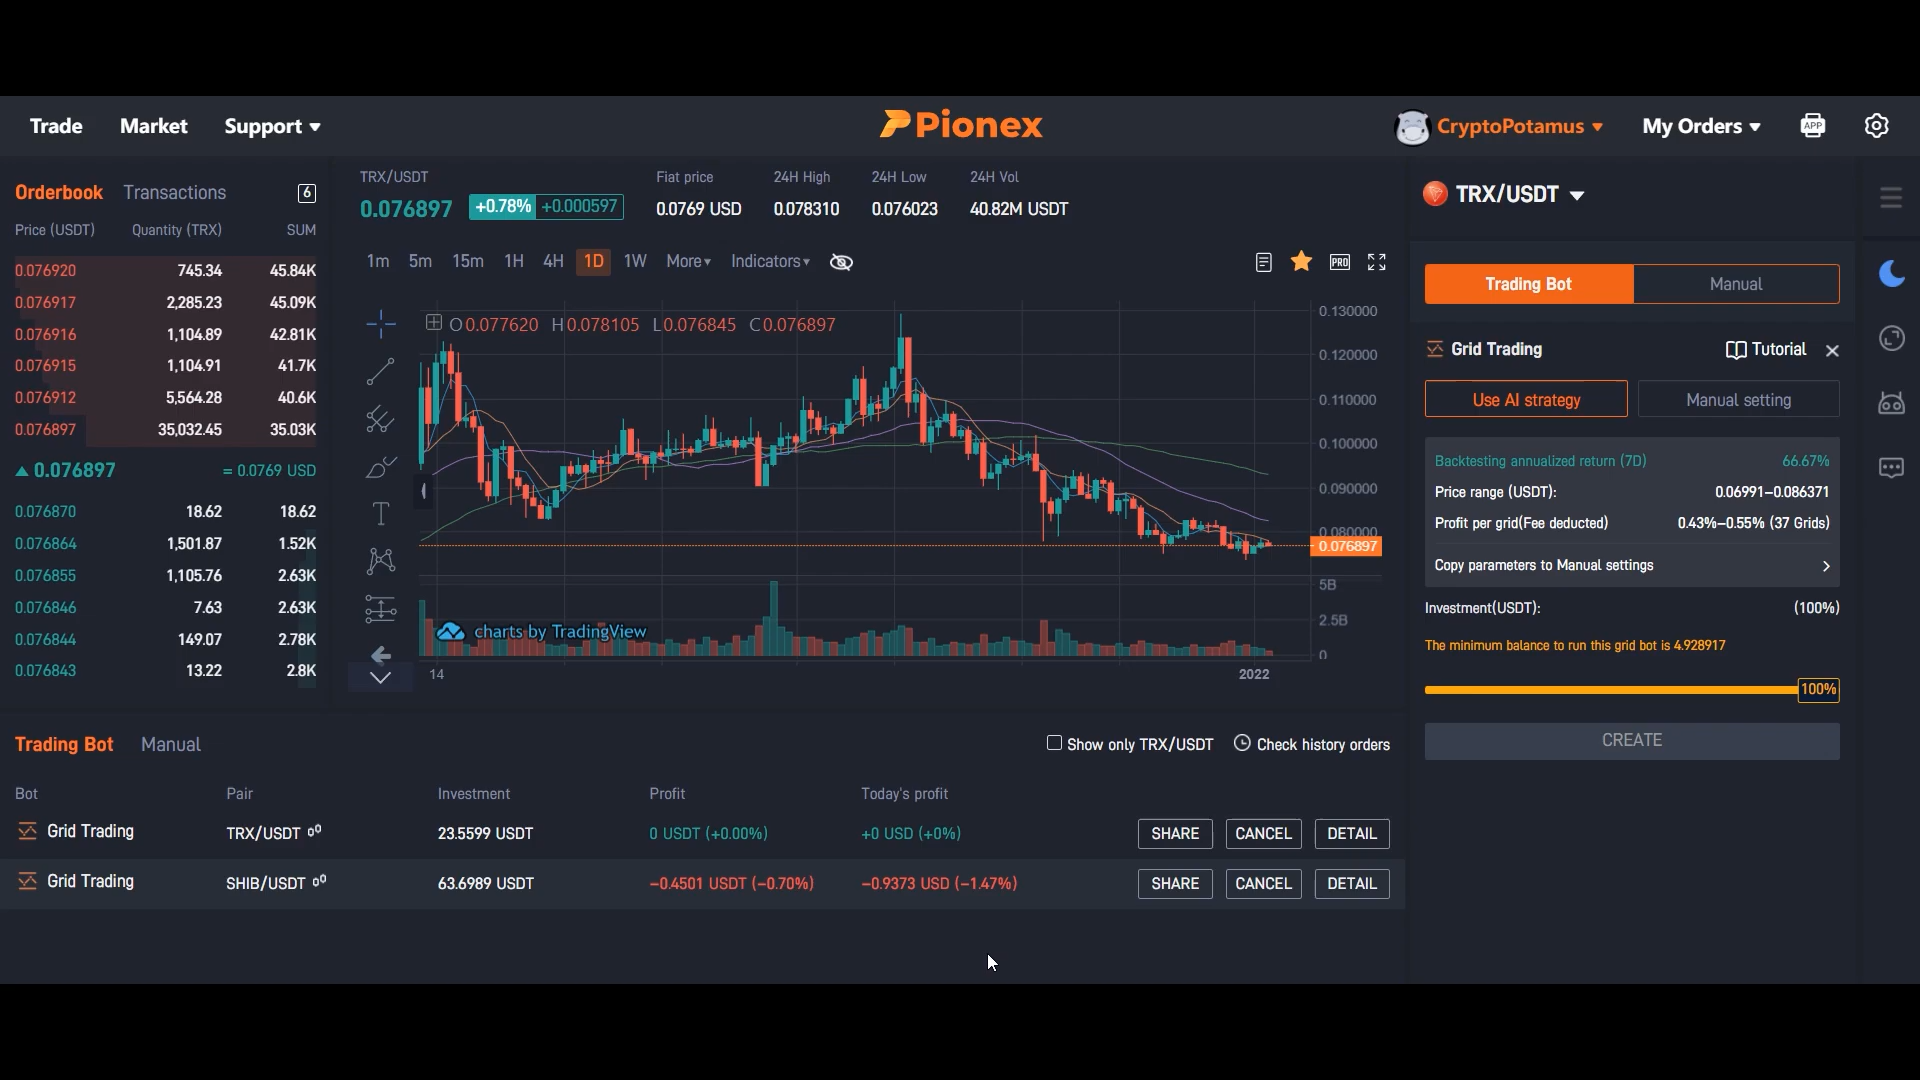 Trade Market Support Pionex CryptoPotamus My Orders APP
Orderbook Transactions 6
Price (USDT) Quantity (TRX) SUM
0.076920 745.34 45.84K
0.076917 2,285.23 45.09K
0.076916 1,104.89 42.81K
0.076915 1,104.91 41.7K
0.076912 5,564.28 40.6K
0.076897 35,032.45 35.03K
0.076897 = 0.0769 USD
0.076870 18.62 18.62
0.076864 1,501.87 1.52K
0.076855 1,105.76 2.63K
0.076846 7.63 2.63K
0.076844 149.07 2.78K
0.076843 13.22 2.8K
TRX/USDT Fiat price 24H High 24H Low 24H Vol
0.076897 +0.78% +0.000597 0.0769 USD 0.078310 0.076023 40.82M USDT
1m 5m 15m 1H 4H 1D 1W More Indicators PRO
O0.077620 H0.078105 L0.076845 C0.076897
0.130000
0.120000
0.110000
0.100000
0.090000
0.080000
0.076897
5B
2.5B
0
T
charts by TradingView
14 2022
TRX/USDT
Trading Bot Manual
Grid Trading Tutorial
Use AI strategy Manual setting
Backtesting annualized return (7D) 66.67%
Price range (USDT): 0.06991-0.086371
Profit per grid(Fee deducted) 0.43%-0.55% (37 Grids)
Copy parameters to Manual settings
Investment(USDT): (100%)
The minimum balance to run this grid bot is 4.928917
100%
CREATE
Trading Bot Manual Show only TRX/USDT Check history orders
Bot Pair Investment Profit Today's profit
Grid Trading TRX/USDT 23.5599 USDT 0 USDT (+0.00%) +0 USD (+0%) SHARE CANCEL DETAIL
Grid Trading SHIB/USDT 63.6989 USDT -0.4501 USDT (-0.70%) -0.9373 USD (-1.47%) SHARE CANCEL DETAIL